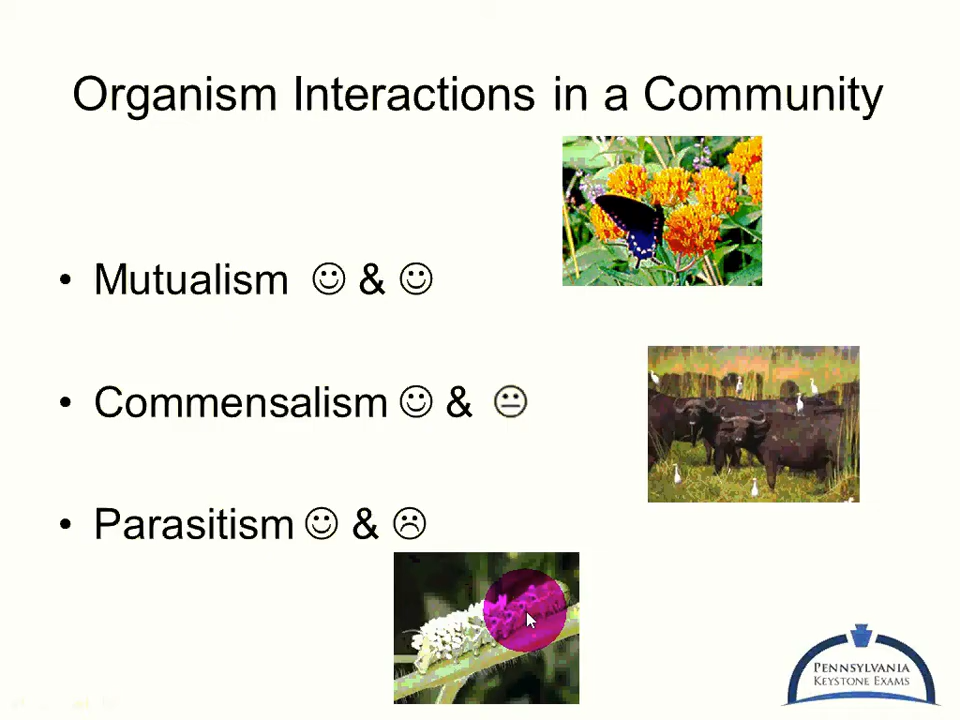 Organism Interactions in a Community
• Mutualism ☺ & ☺
• Commensalism ☺ & 😐
• Parasitism ☺ & ☹
PENNSYLVANIA
KEYSTONE EXAMS